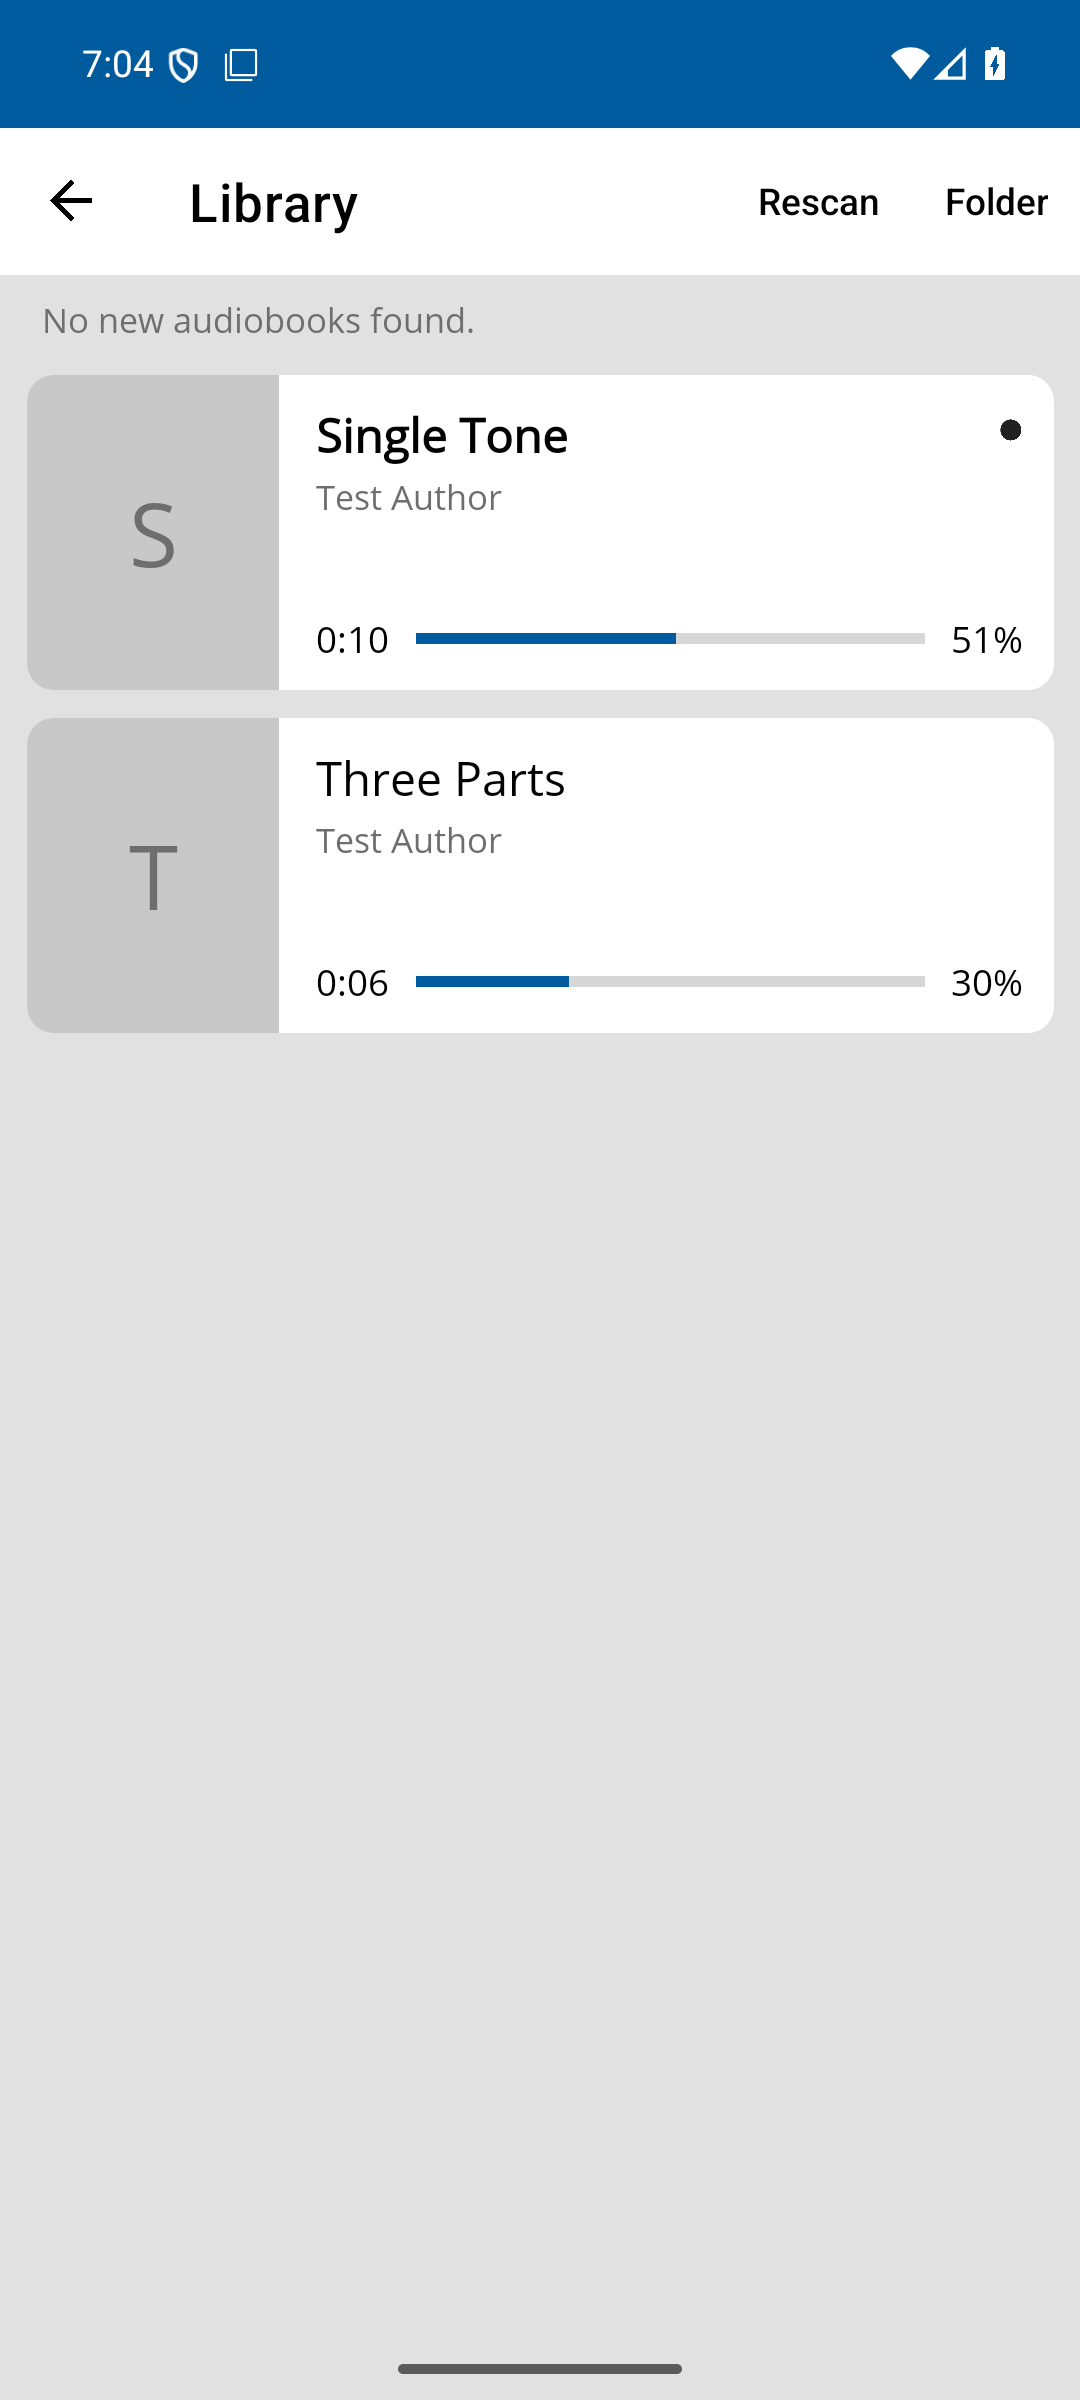 7:04
Library Rescan Folder
No new audiobooks found.
S
Single Tone
Test Author
0:10 51%
T
Three Parts
Test Author
0:06 30%